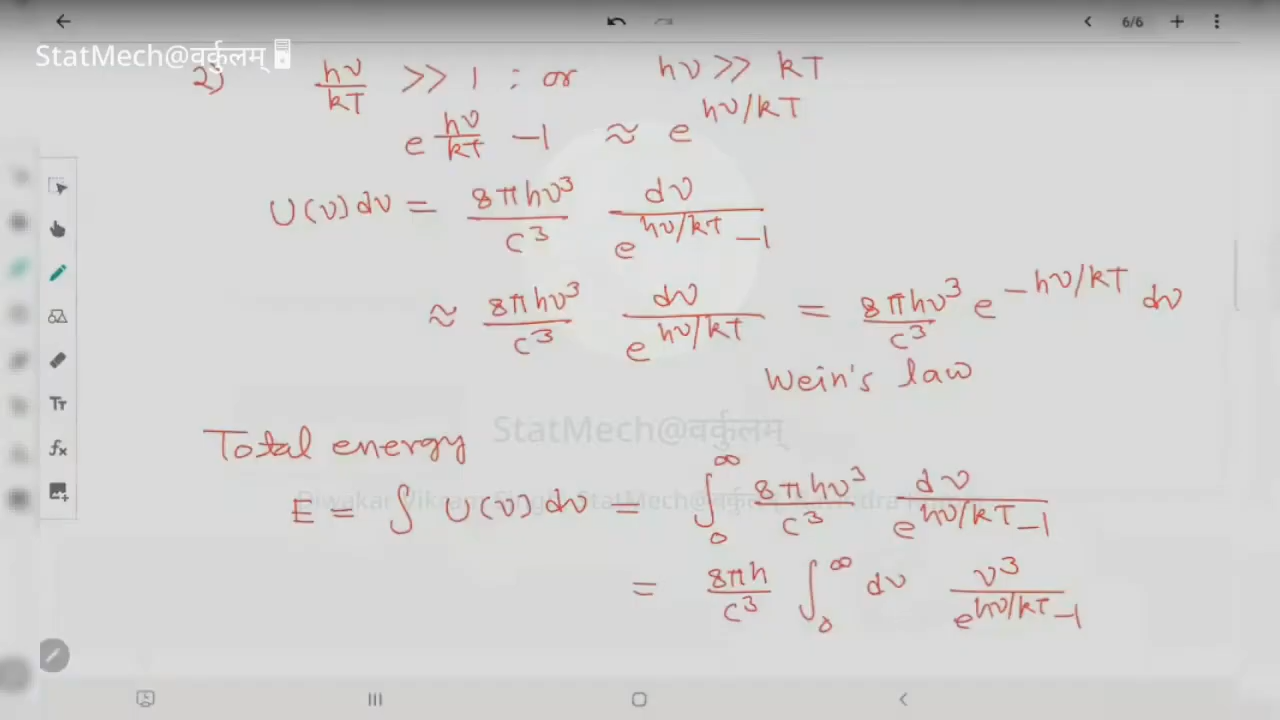 6/6
StatMech@वर्कुलम्
2) hν/kT >> 1 : or hν >> kT
e^(hν/kT) -1 ≈ e^(hν/kT)
U(ν)dν = 8πhν³/c³ dν/(e^(hν/kT) -1)
≈ 8πhν³/c³ dν/e^(hν/kT) = 8πhν³/c³ e^(-hν/kT) dν
Wein's law
StatMech@वर्कुलम्
Total energy
E = ∫ U(ν)dν = ∫₀^∞ 8πhν³/c³ dν/(e^(hν/kT) -1)
= 8πh/c³ ∫₀^∞ dν ν³/(e^(hν/kT) -1)